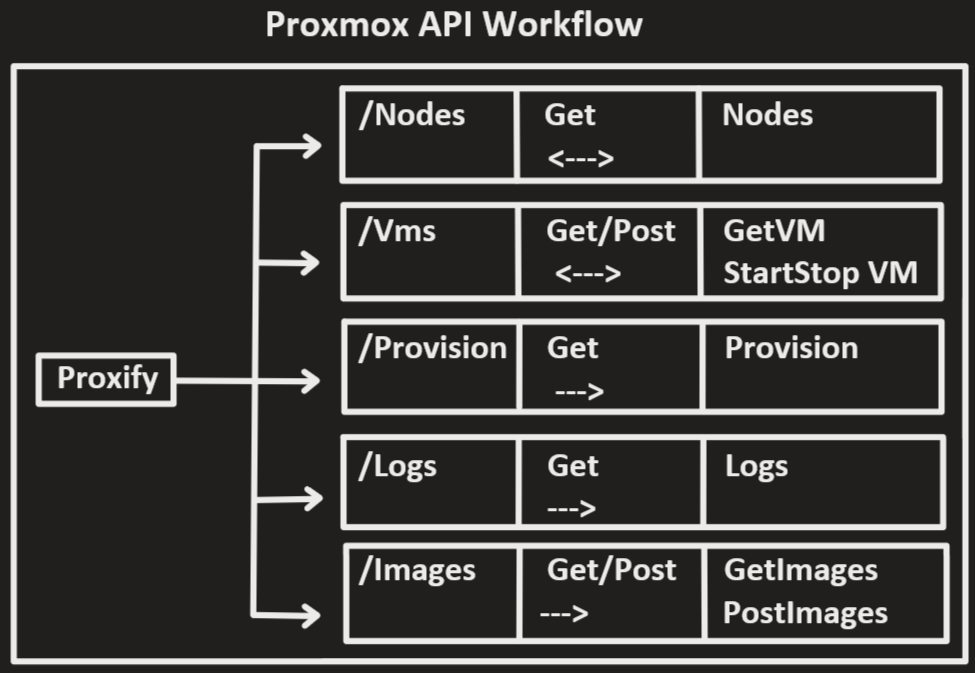 Proxmox API Workflow
Proxify
/Nodes
Get
<--->
Nodes
/Vms
Get/Post
<--->
GetVM
StartStop VM
/Provision
Get
--->
Provision
/Logs
Get
--->
Logs
/Images
Get/Post
--->
GetImages
PostImages